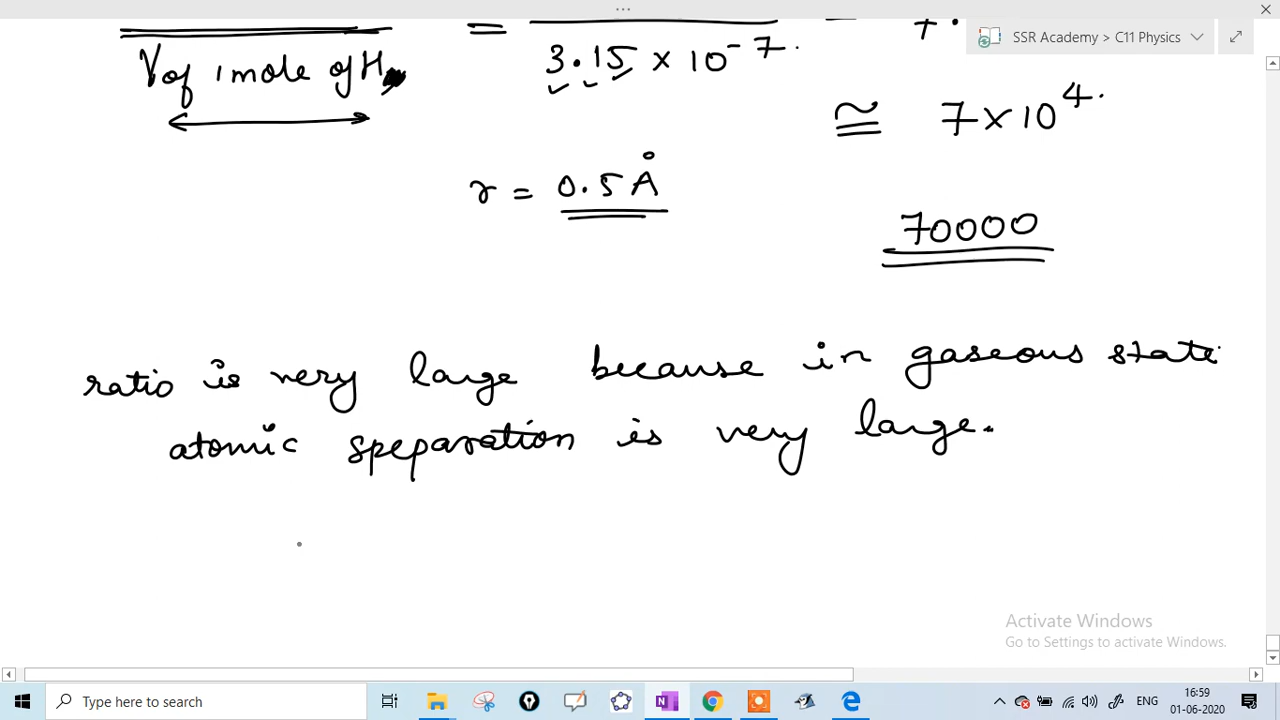 SSR Academy > C11 Physics
=
3.15 × 10⁻⁷
V of 1 mole of H
≅ 7×10⁴.
r = 0.5 Å
70000
ratio is very large because in gaseous state
atomic speparation is very large.
Activate Windows
Go to Settings to activate Windows.
Type here to search
ENG
16:59
01-06-2020